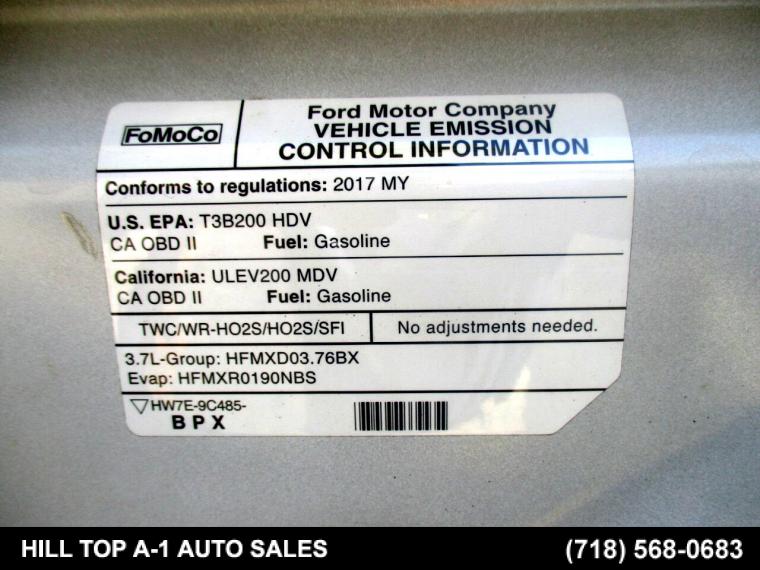 FoMoCo
Ford Motor Company
VEHICLE EMISSION
CONTROL INFORMATION
Conforms to regulations: 2017 MY
U.S. EPA: T3B200 HDV
CA OBD II Fuel: Gasoline
California: ULEV200 MDV
CA OBD II Fuel: Gasoline
TWC/WR-HO2S/HO2S/SFI No adjustments needed.
3.7L-Group: HFMXD03.76BX
Evap: HFMXR0190NBS
HW7E-9C485-
B P X
HILL TOP A-1 AUTO SALES (718) 568-0683